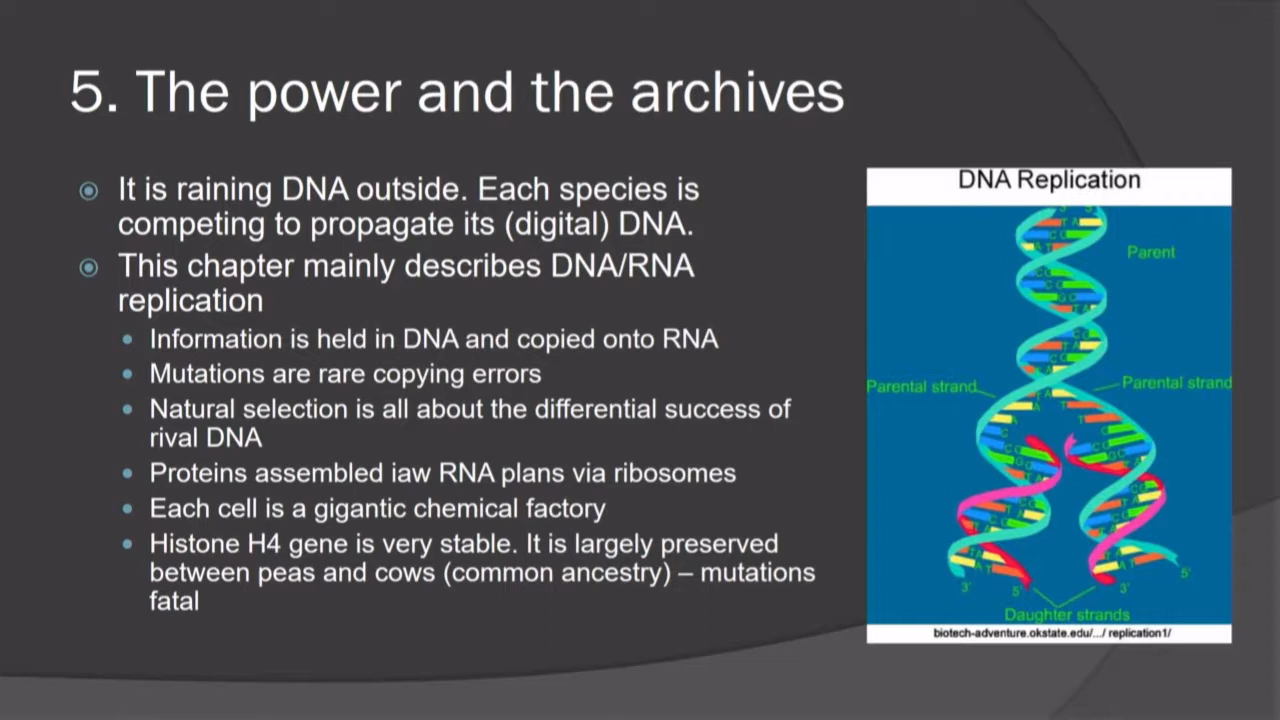 5. The power and the archives
It is raining DNA outside. Each species is
competing to propagate its (digital) DNA.
This chapter mainly describes DNA/RNA
replication
Information is held in DNA and copied onto RNA
Mutations are rare copying errors
Natural selection is all about the differential success of
rival DNA
Proteins assembled iaw RNA plans via ribosomes
Each cell is a gigantic chemical factory
Histone H4 gene is very stable. It is largely preserved
between peas and cows (common ancestry) – mutations
fatal
DNA Replication
Parent
Parental strand
Parental strand
3'
5'
3'
5'
Daughter strands
biotech-adventure.okstate.edu/.../ replication1/